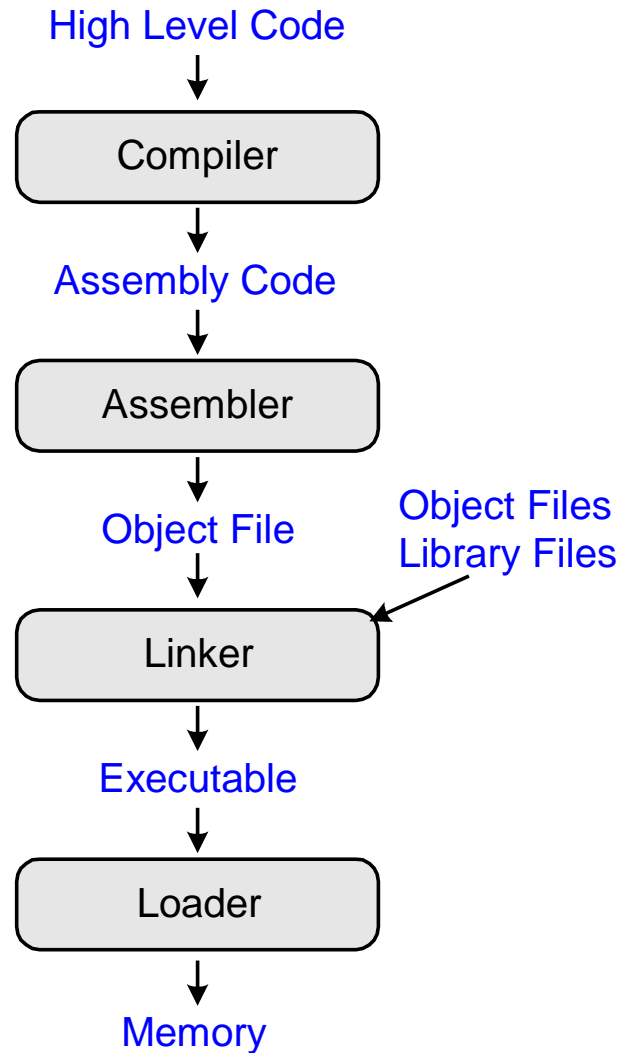 High Level Code
Compiler
Assembly Code
Assembler
Object File
Object Files
Library Files
Linker
Executable
Loader
Memory